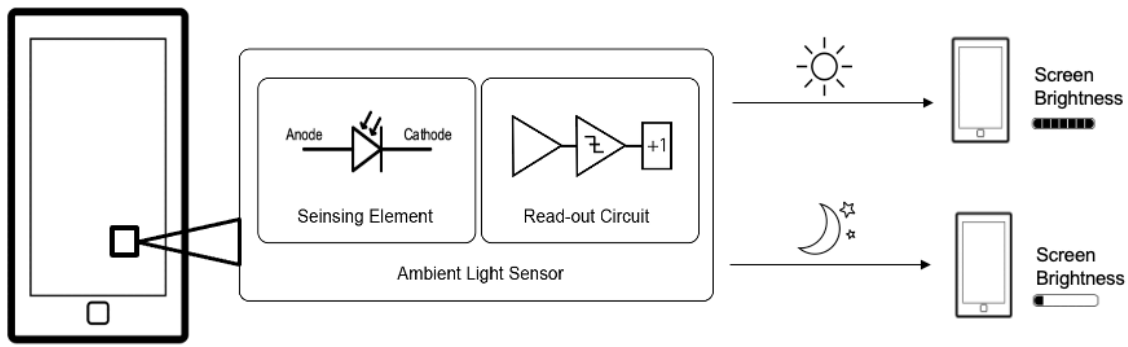 Anode
Cathode
+1
Seinsing Element
Read-out Circuit
Ambient Light Sensor
Screen
Brightness
Screen
Brightness